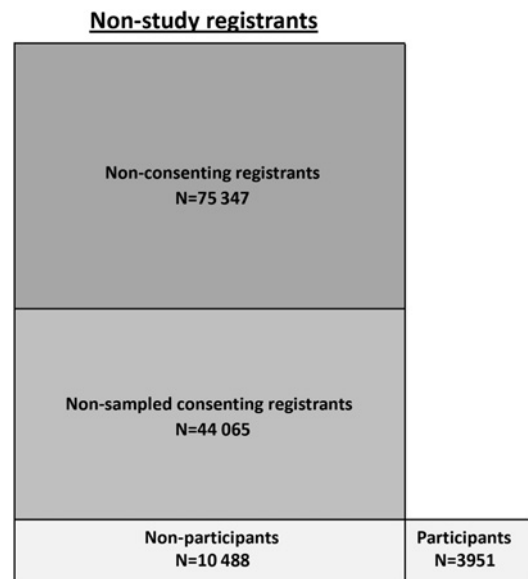 Non-study registrants
Non-consenting registrants
N=75 347
Non-sampled consenting registrants
N=44 065
Non-participants
N=10 488
Participants
N=3951